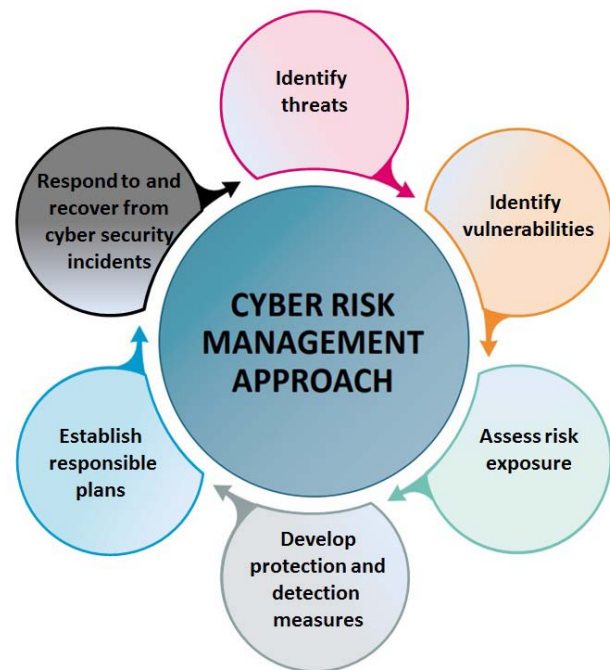 Identify
threats
Identify
vulnerabilities
Assess risk
exposure
Develop
protection and
detection
measures
Establish
responsible
plans
Respond to and
recover from
cyber security
incidents
CYBER RISK
MANAGEMENT
APPROACH